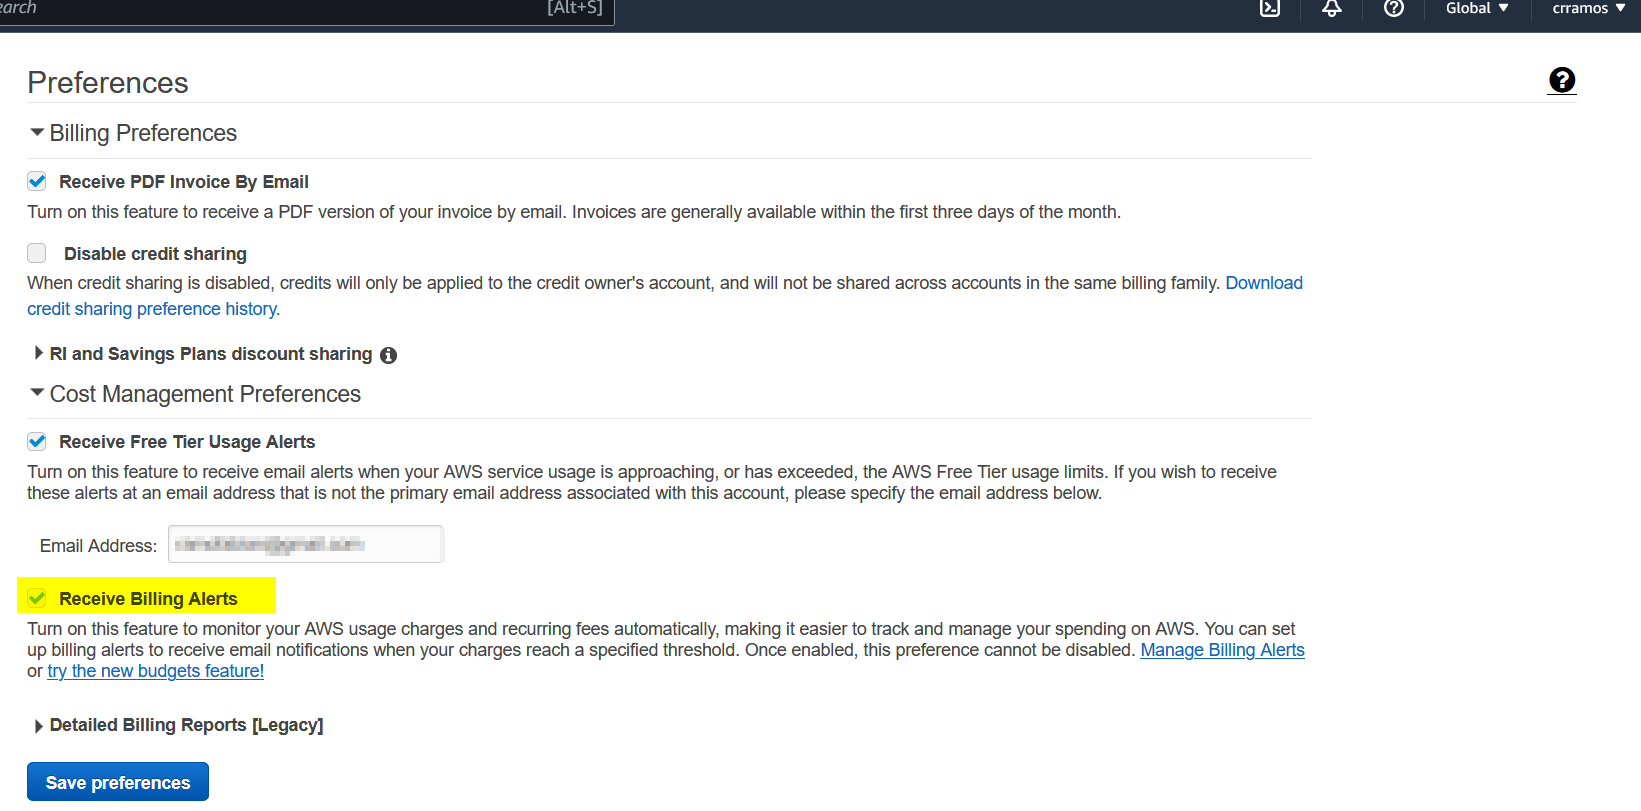 [Alt+S]
Global
crramos
Preferences
Billing Preferences
Receive PDF Invoice By Email
Turn on this feature to receive a PDF version of your invoice by email. Invoices are generally available within the first three days of the month.
Disable credit sharing
When credit sharing is disabled, credits will only be applied to the credit owner's account, and will not be shared across accounts in the same billing family. Download
credit sharing preference history.
RI and Savings Plans discount sharing
Cost Management Preferences
Receive Free Tier Usage Alerts
Turn on this feature to receive email alerts when your AWS service usage is approaching, or has exceeded, the AWS Free Tier usage limits. If you wish to receive
these alerts at an email address that is not the primary email address associated with this account, please specify the email address below.
Email Address:
Receive Billing Alerts
Turn on this feature to monitor your AWS usage charges and recurring fees automatically, making it easier to track and manage your spending on AWS. You can set
up billing alerts to receive email notifications when your charges reach a specified threshold. Once enabled, this preference cannot be disabled. Manage Billing Alerts
or try the new budgets feature!
Detailed Billing Reports [Legacy]
Save preferences